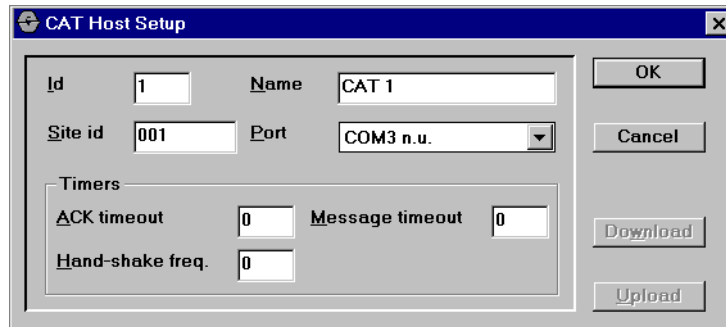 CAT Host Setup
Id 1 Name CAT 1 OK
Site id 001 Port COM3 n.u. Cancel
Timers
ACK timeout 0 Message timeout 0 Download
Hand-shake freq. 0
Upload